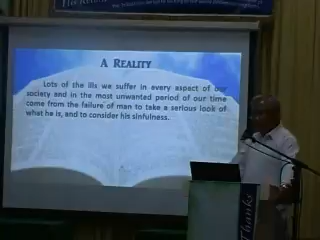 A REALITY
Lots of the ills we suffer in every aspect of our
society and in the most unwanted period of our time
come from the failure of man to take a serious look of
what he is, and to consider his sinfulness.
Thanks